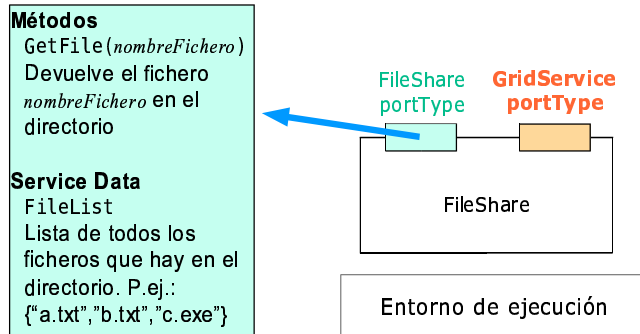 Métodos
GetFile(nombreFichero)
Devuelve el fichero
nombreFichero en el
directorio
Service Data
FileList
Lista de todos los
ficheros que hay en el
directorio. P.ej.:
{“a.txt”,”b.txt”,”c.exe”}
FileShare
portType
GridService
portType
FileShare
Entorno de ejecución